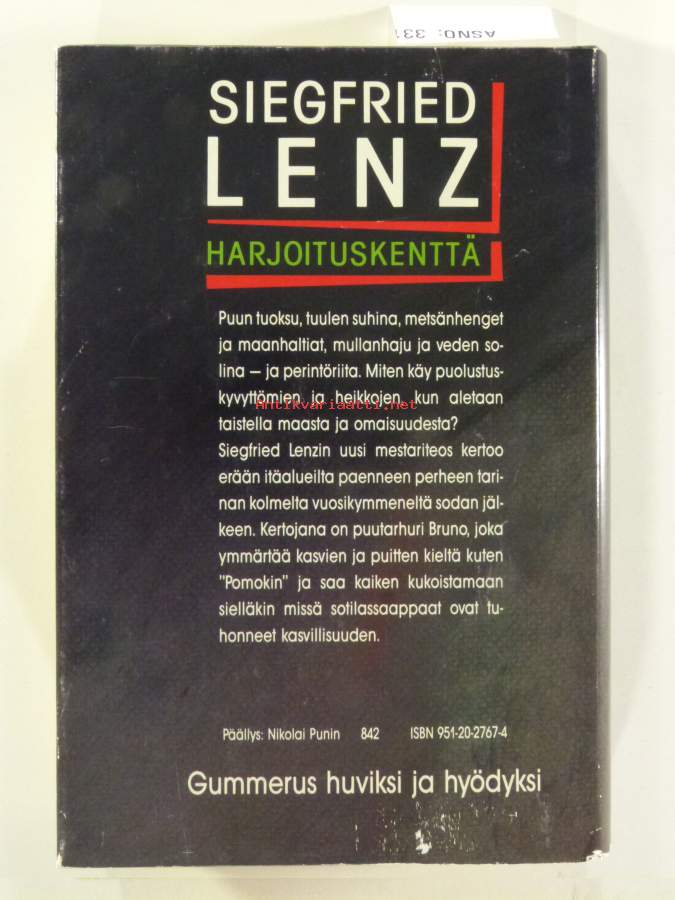 ASNO: 331
SIEGFRIED
LENZ
HARJOITUSKENTTÄ
Puun tuoksu, tuulen suhina, metsänhenget
ja maanhaltiat, mullanhaju ja veden so-
lina — ja perintöriita. Miten käy puolustus-
kyvyttömien ja heikkojen, kun aletaan
Antikvariaatti.net
taistella maasta ja omaisuudesta?
Siegfried Lenzin uusi mestariteos kertoo
erään itäalueilta paenneen perheen tari-
nan kolmelta vuosikymmeneltä sodan jäl-
keen. Kertojana on puutarhuri Bruno, joka
ymmärtää kasvien ja puitten kieltä kuten
"Pomokin" ja saa kaiken kukoistamaan
sielläkin missä sotilassaappaat ovat tu-
honneet kasvillisuuden.
Päällys: Nikolai Punin 842 ISBN 951-20-2767-4
Gummerus huviksi ja hyödyksi